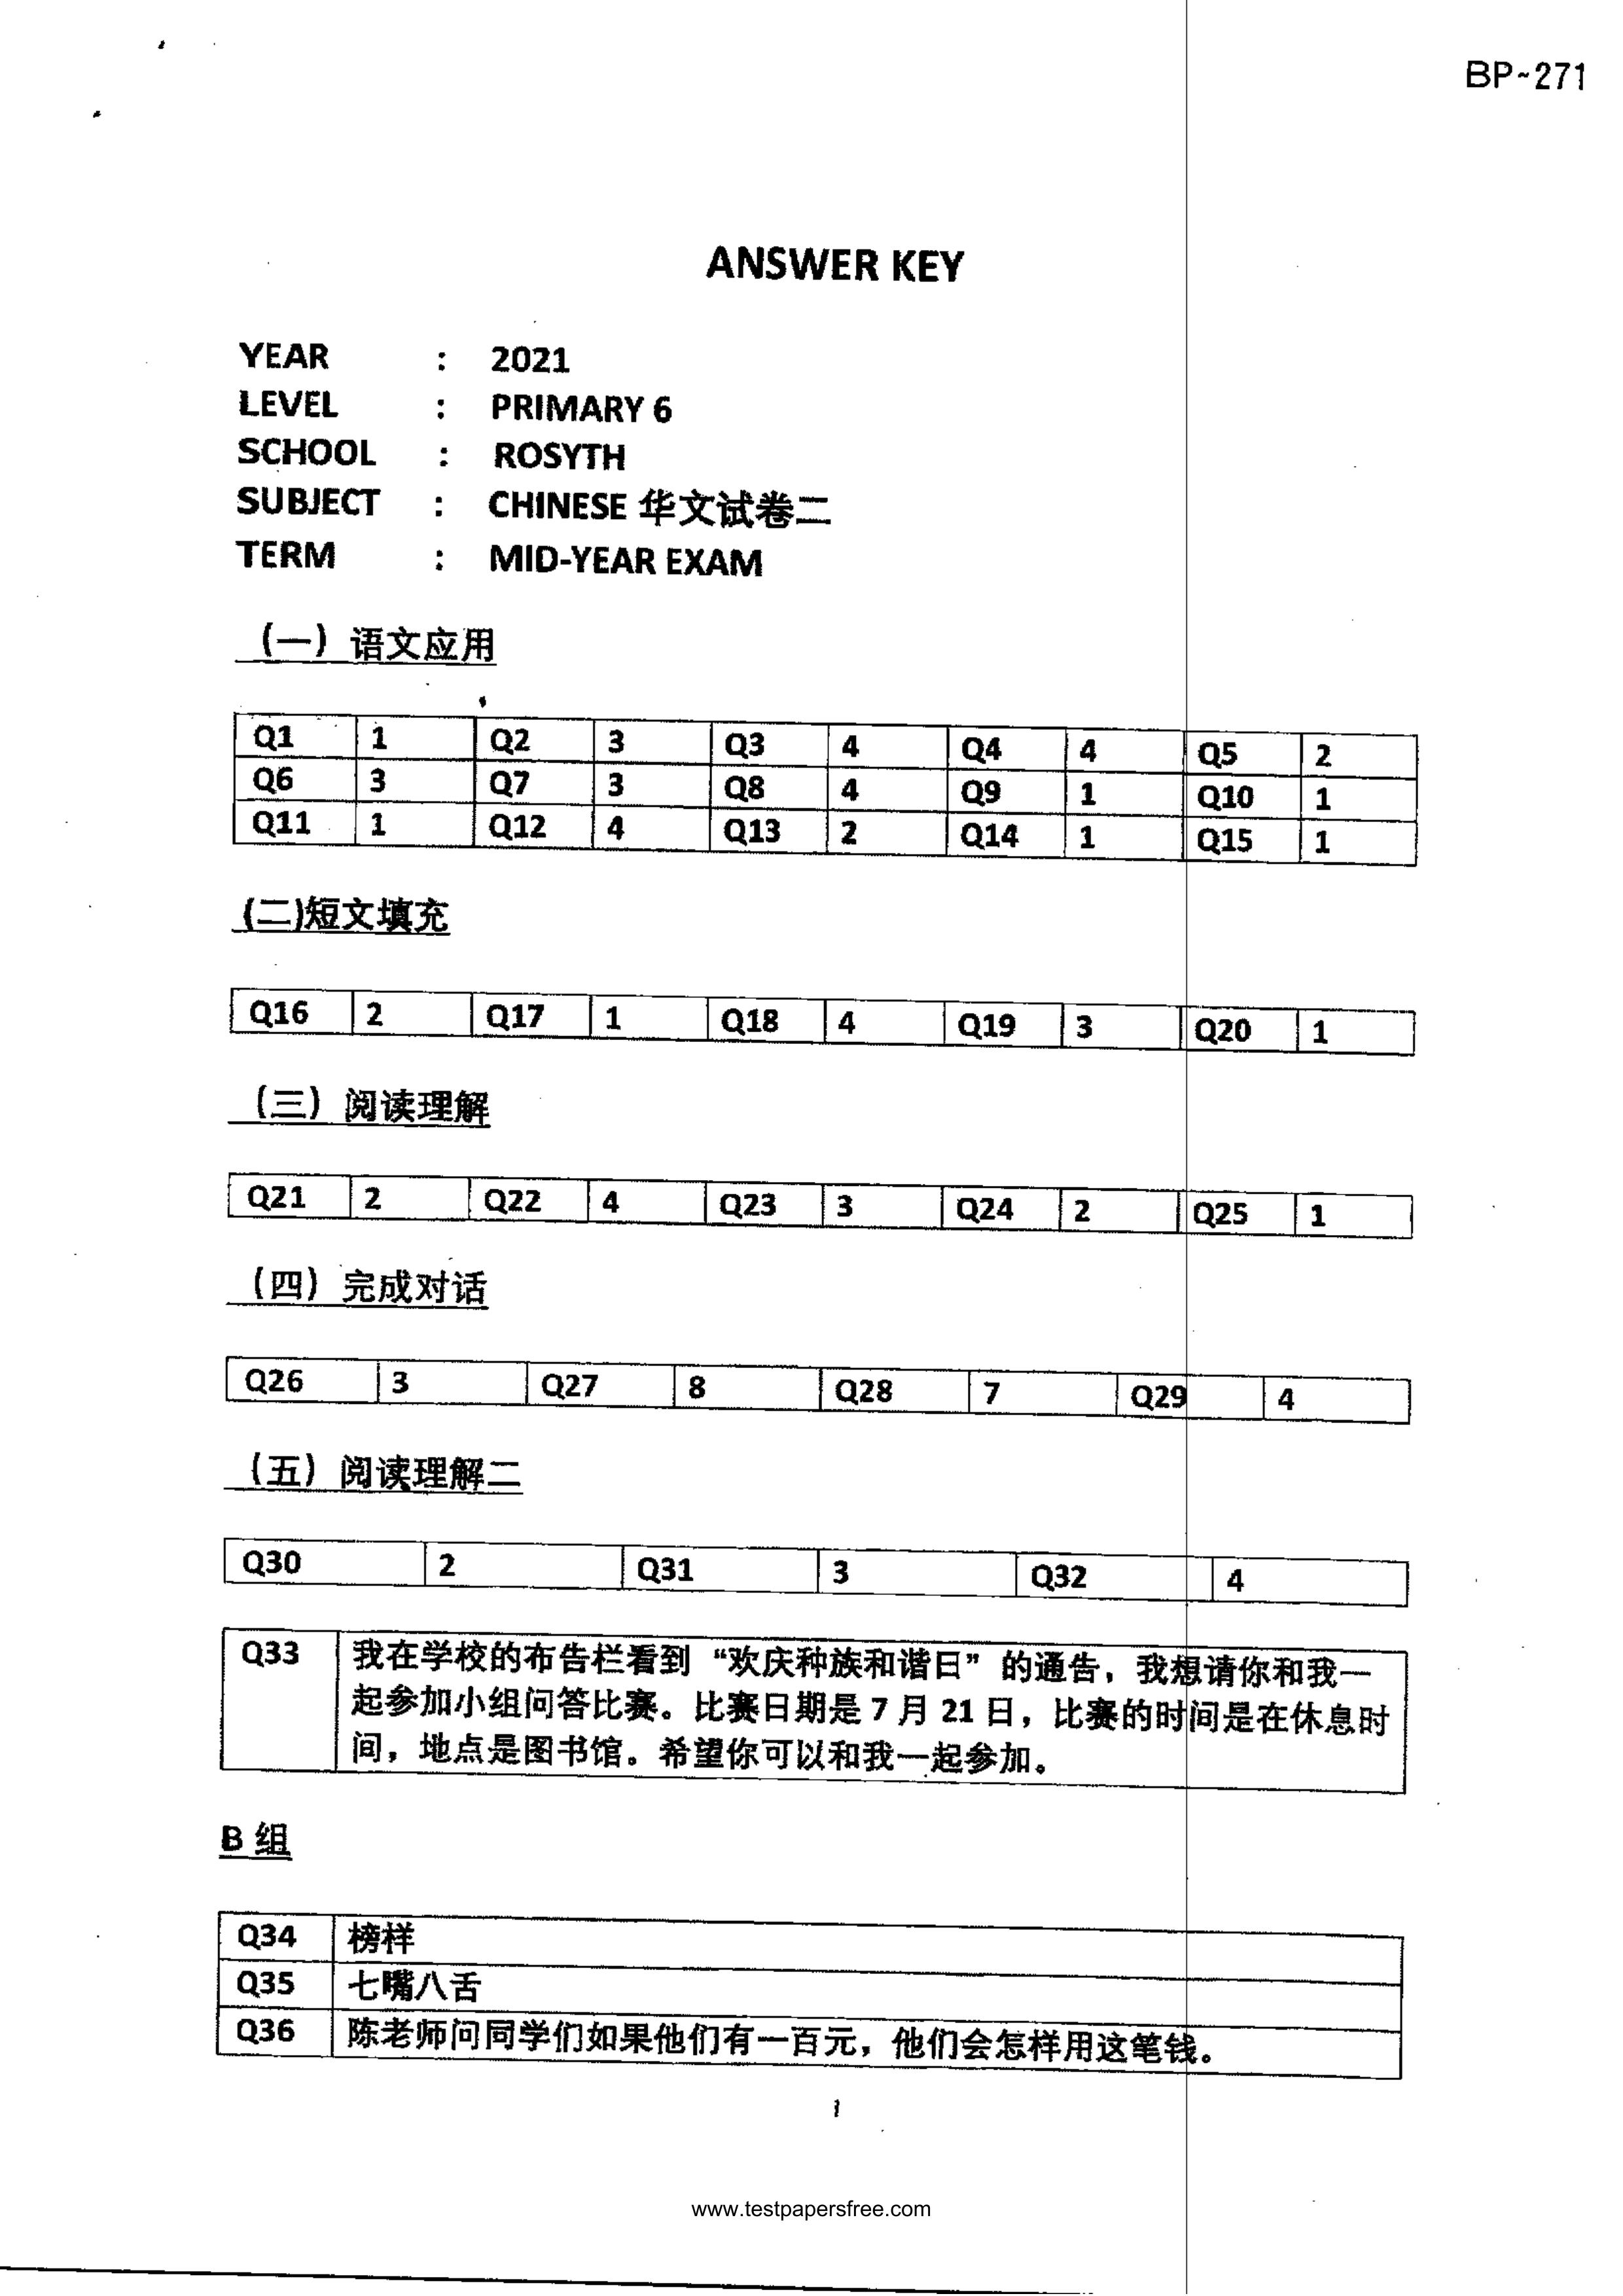 BP~271
ANSWER KEY
YEAR : 2021
LEVEL : PRIMARY 6
SCHOOL : ROSYTH
SUBJECT : CHINESE 华文试卷二
TERM : MID-YEAR EXAM
(一) 语文应用
Q1 1 Q2 3 Q3 4 Q4 4 Q5 2
Q6 3 Q7 3 Q8 4 Q9 1 Q10 1
Q11 1 Q12 4 Q13 2 Q14 1 Q15 1
(二)短文填充
Q16 2 Q17 1 Q18 4 Q19 3 Q20 1
(三) 阅读理解
Q21 2 Q22 4 Q23 3 Q24 2 Q25 1
(四) 完成对话
Q26 3 Q27 8 Q28 7 Q29 4
(五) 阅读理解二
Q30 2 Q31 3 Q32 4
Q33 我在学校的布告栏看到“欢庆种族和谐日”的通告，我想请你和我一
起参加小组问答比赛。比赛日期是 7 月 21 日，比赛的时间是在休息时
间，地点是图书馆。希望你可以和我一起参加。
B 组
Q34 榜样
Q35 七嘴八舌
Q36 陈老师问同学们如果他们有一百元，他们会怎样用这笔钱。
1
www.testpapersfree.com